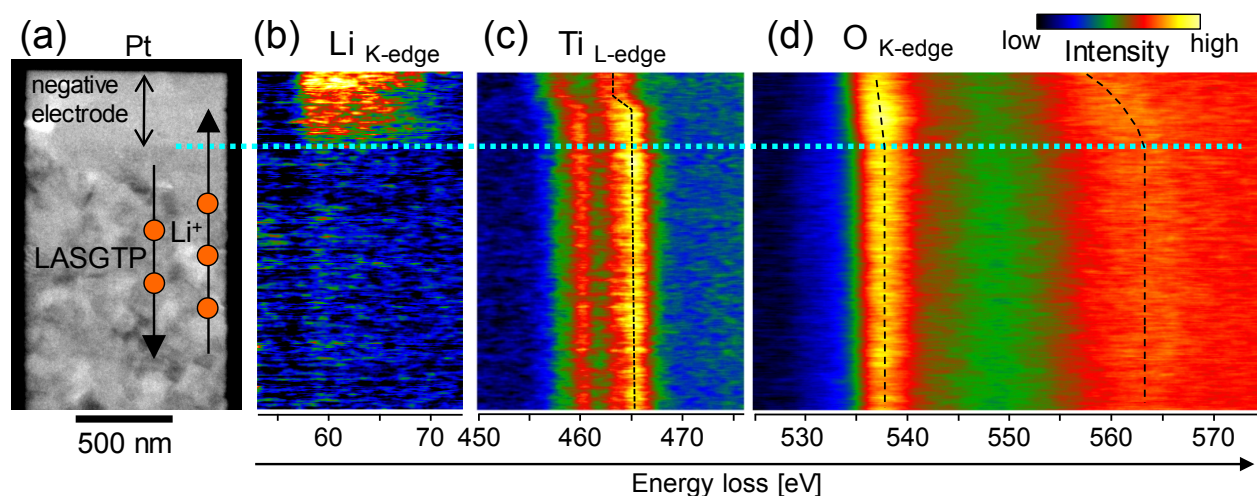 (a)
Pt
negative
electrode
Li⁺
LASGTP
500 nm
(b) Li K-edge
(c) Ti L-edge
(d) O K-edge
low Intensity high
60 70
450 460 470
530 540 550 560 570
Energy loss [eV]